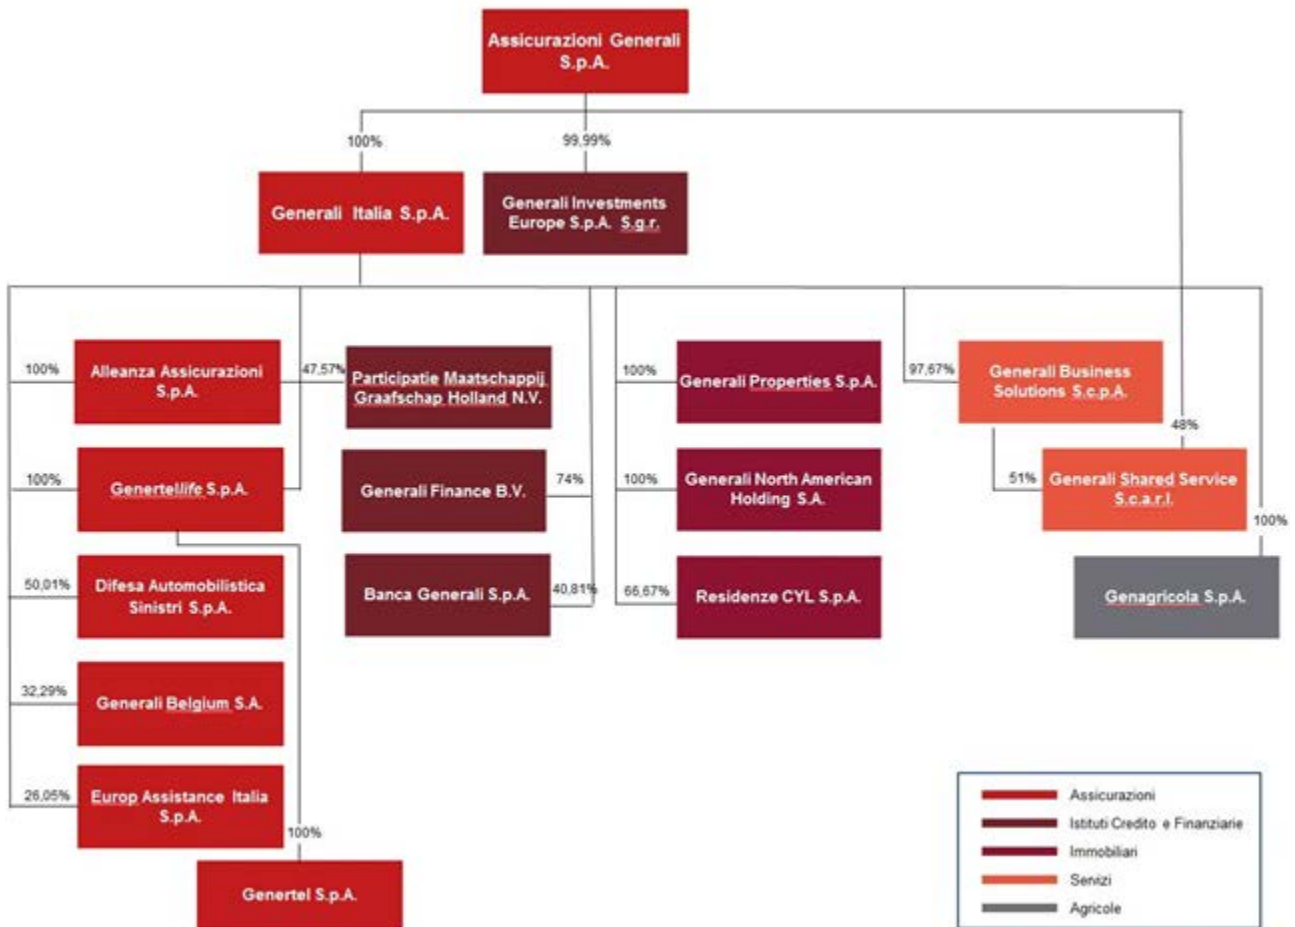 Assicurazioni Generali
S.p.A.
100%
99,99%
Generali Italia S.p.A.
Generali Investments
Europe S.p.A. S.g.r.
100%
Alleanza Assicurazioni
S.p.A.
47,57%
Participatie Maatschappij
Graafschap Holland N.V.
100%
Generali Properties S.p.A.
97,67%
Generali Business
Solutions S.c.p.A.
48%
100%
Genertellife S.p.A.
Generali Finance B.V.
74%
100%
Generali North American
Holding S.A.
51%
Generali Shared Service
S.c.a.r.l.
100%
50,01%
Difesa Automobilistica
Sinistri S.p.A.
Banca Generali S.p.A.
40,81%
66,67%
Residenze CYL S.p.A.
Genagricola S.p.A.
32,29%
Generali Belgium S.A.
26,05%
Europ Assistance Italia
S.p.A.
100%
Genertel S.p.A.
Assicurazioni
Istituti Credito e Finanziarie
Immobiliari
Servizi
Agricole